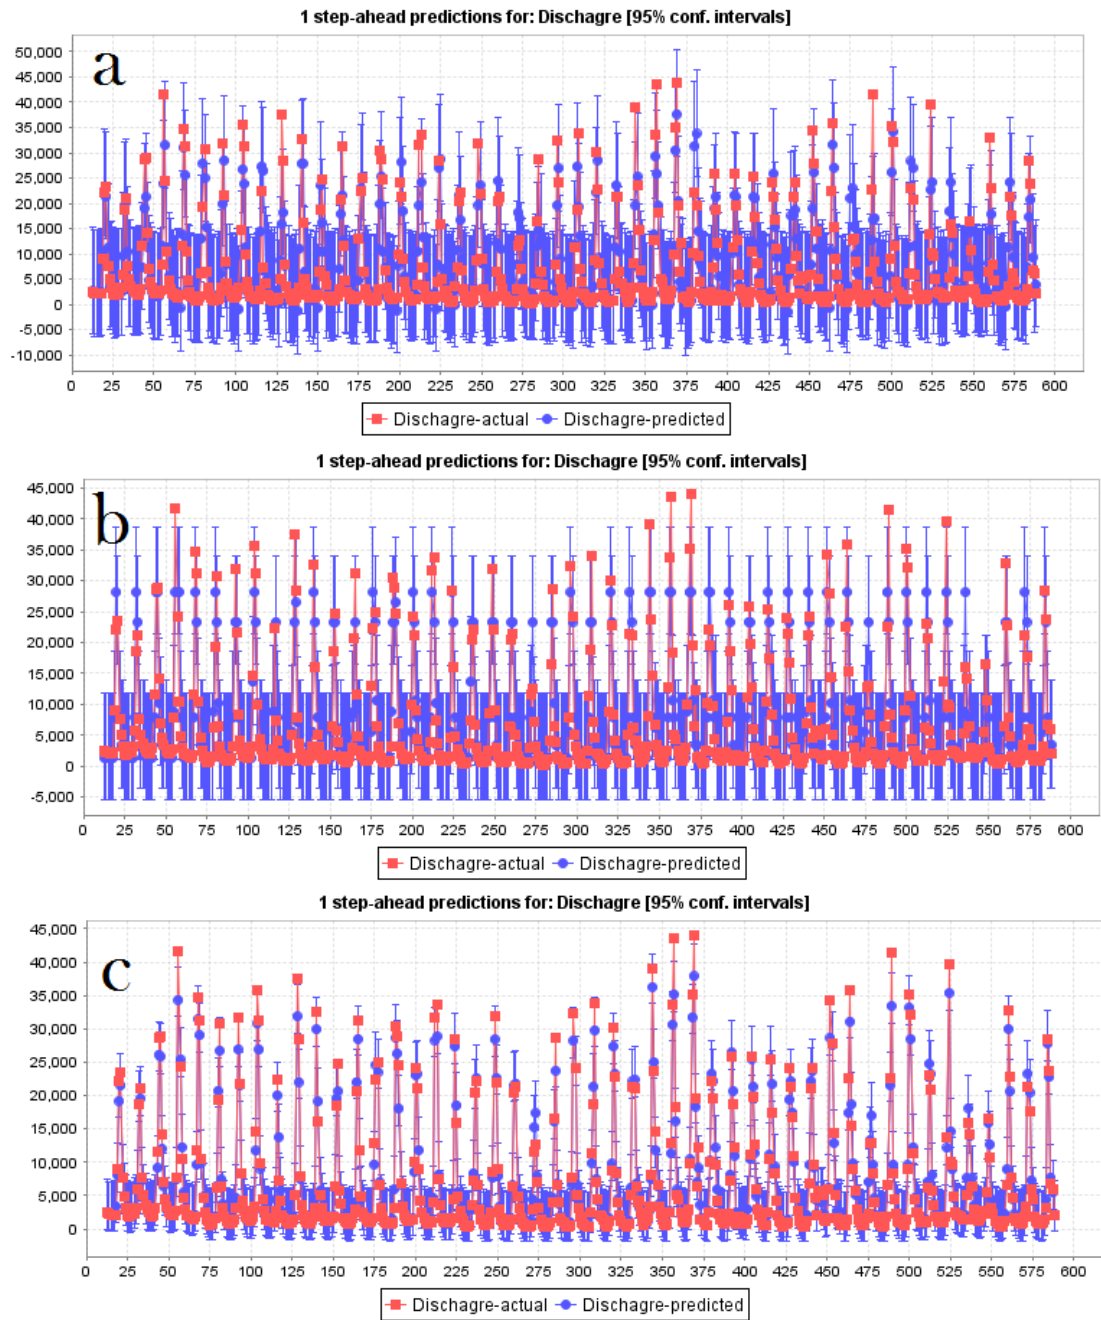 1 step-ahead predictions for: Dischagre [95% conf. intervals]
a
50,000
45,000
40,000
35,000
30,000
25,000
20,000
15,000
10,000
5,000
0
-5,000
-10,000
0 25 50 75 100 125 150 175 200 225 250 275 300 325 350 375 400 425 450 475 500 525 550 575 600
Dischagre-actual Dischagre-predicted
1 step-ahead predictions for: Dischagre [95% conf. intervals]
b
45,000
40,000
35,000
30,000
25,000
20,000
15,000
10,000
5,000
0
-5,000
0 25 50 75 100 125 150 175 200 225 250 275 300 325 350 375 400 425 450 475 500 525 550 575 600
Dischagre-actual Dischagre-predicted
1 step-ahead predictions for: Dischagre [95% conf. intervals]
c
45,000
40,000
35,000
30,000
25,000
20,000
15,000
10,000
5,000
0
0 25 50 75 100 125 150 175 200 225 250 275 300 325 350 375 400 425 450 475 500 525 550 575 600
Dischagre-actual Dischagre-predicted